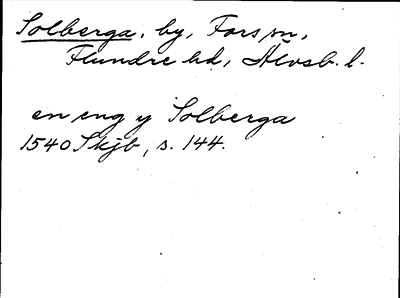 Solberga, by, Fors sn,
Flundre hd, Älvsb. l.
en eng y Solberga
1540 Skjb, s. 144.